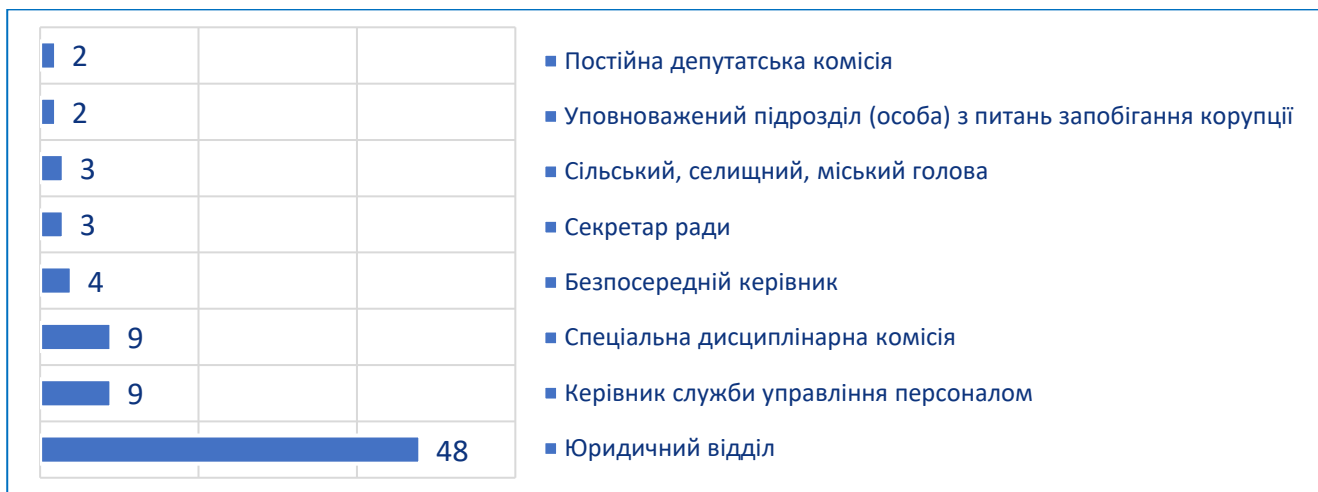 2 Постійна депутатська комісія
2 Уповноважений підрозділ (особа) з питань запобігання корупції
3 Сільський, селищний, міський голова
3 Секретар ради
4 Безпосередній керівник
9 Спеціальна дисциплінарна комісія
9 Керівник служби управління персоналом
48 Юридичний відділ